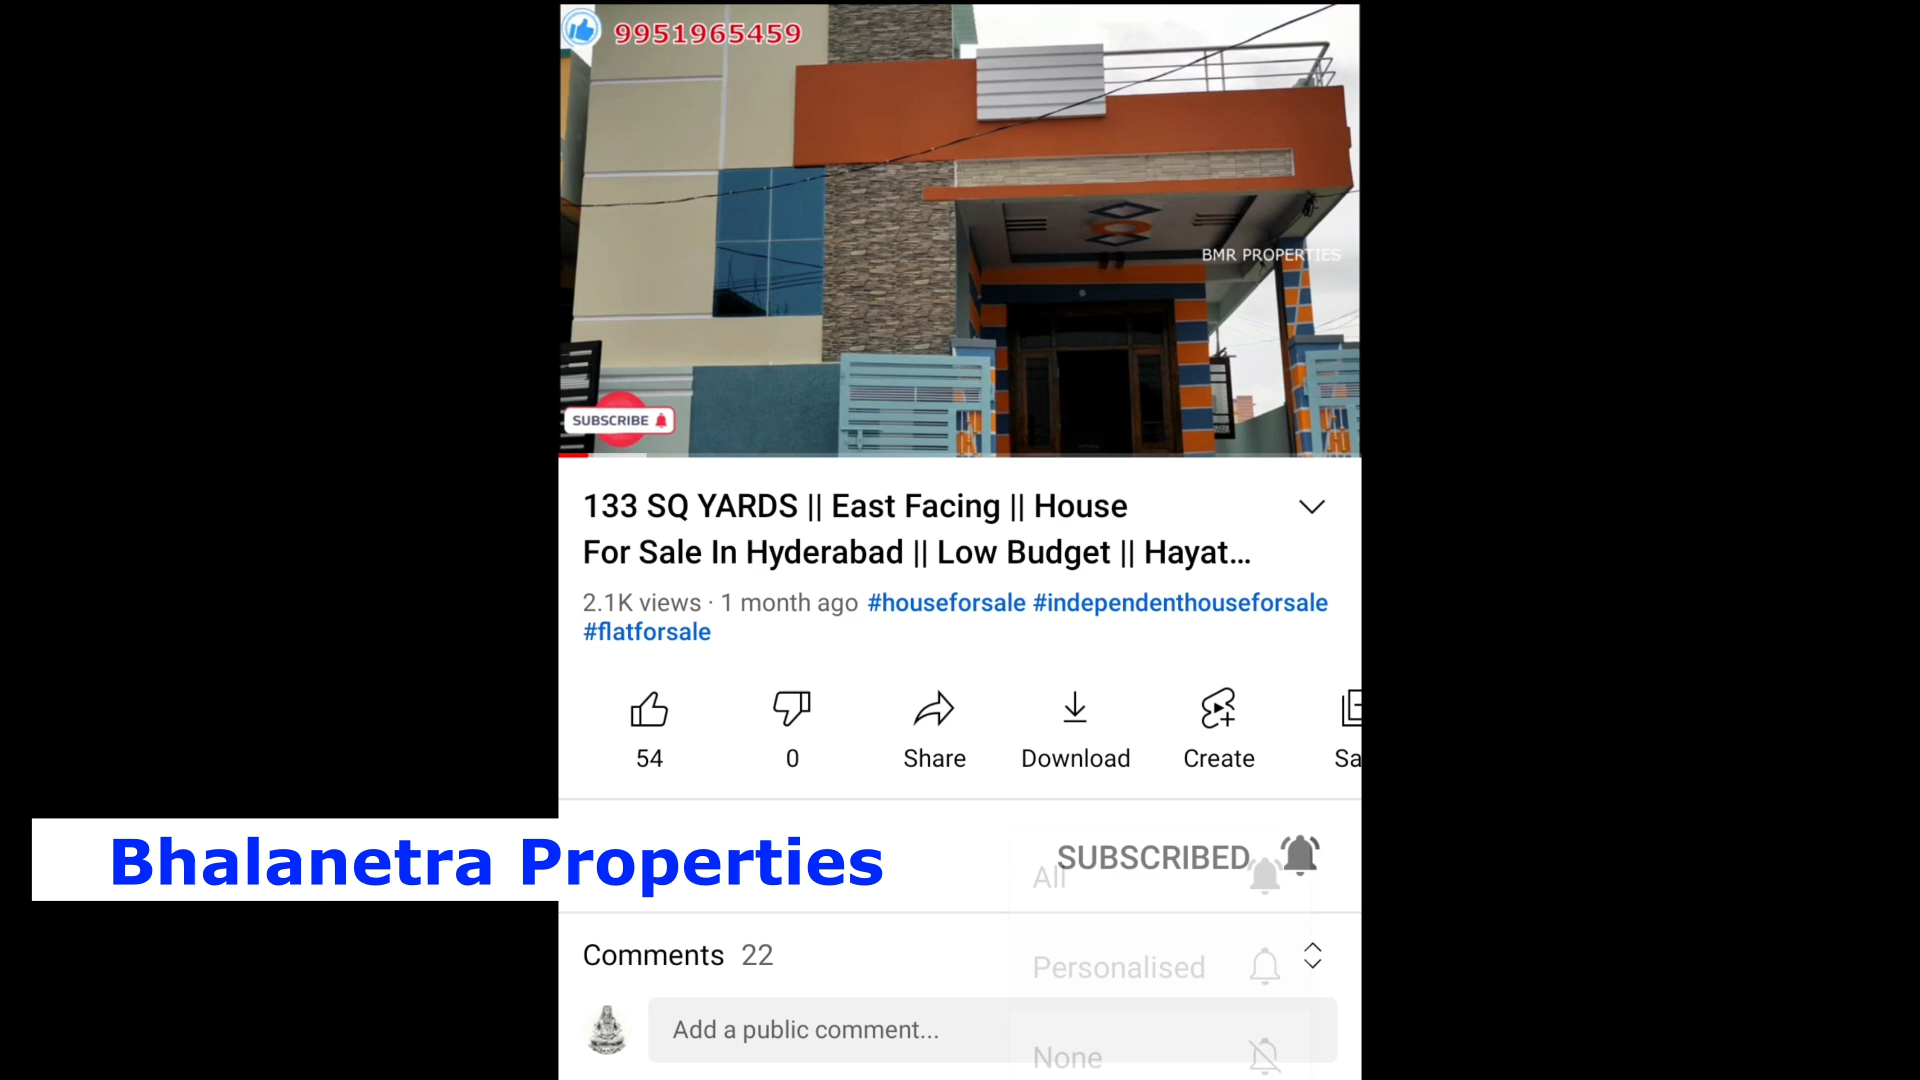 9951965459
BMR PROPERTIES
SUBSCRIBE
133 SQ YARDS || East Facing || House
For Sale In Hyderabad || Low Budget || Hayat...
2.1K views · 1 month ago #houseforsale #independenthouseforsale
#flatforsale
54
0
Share
Download
Create
Sa
Bhalanetra Properties
SUBSCRIBED
All
Comments 22
Personalised
Add a public comment...
None